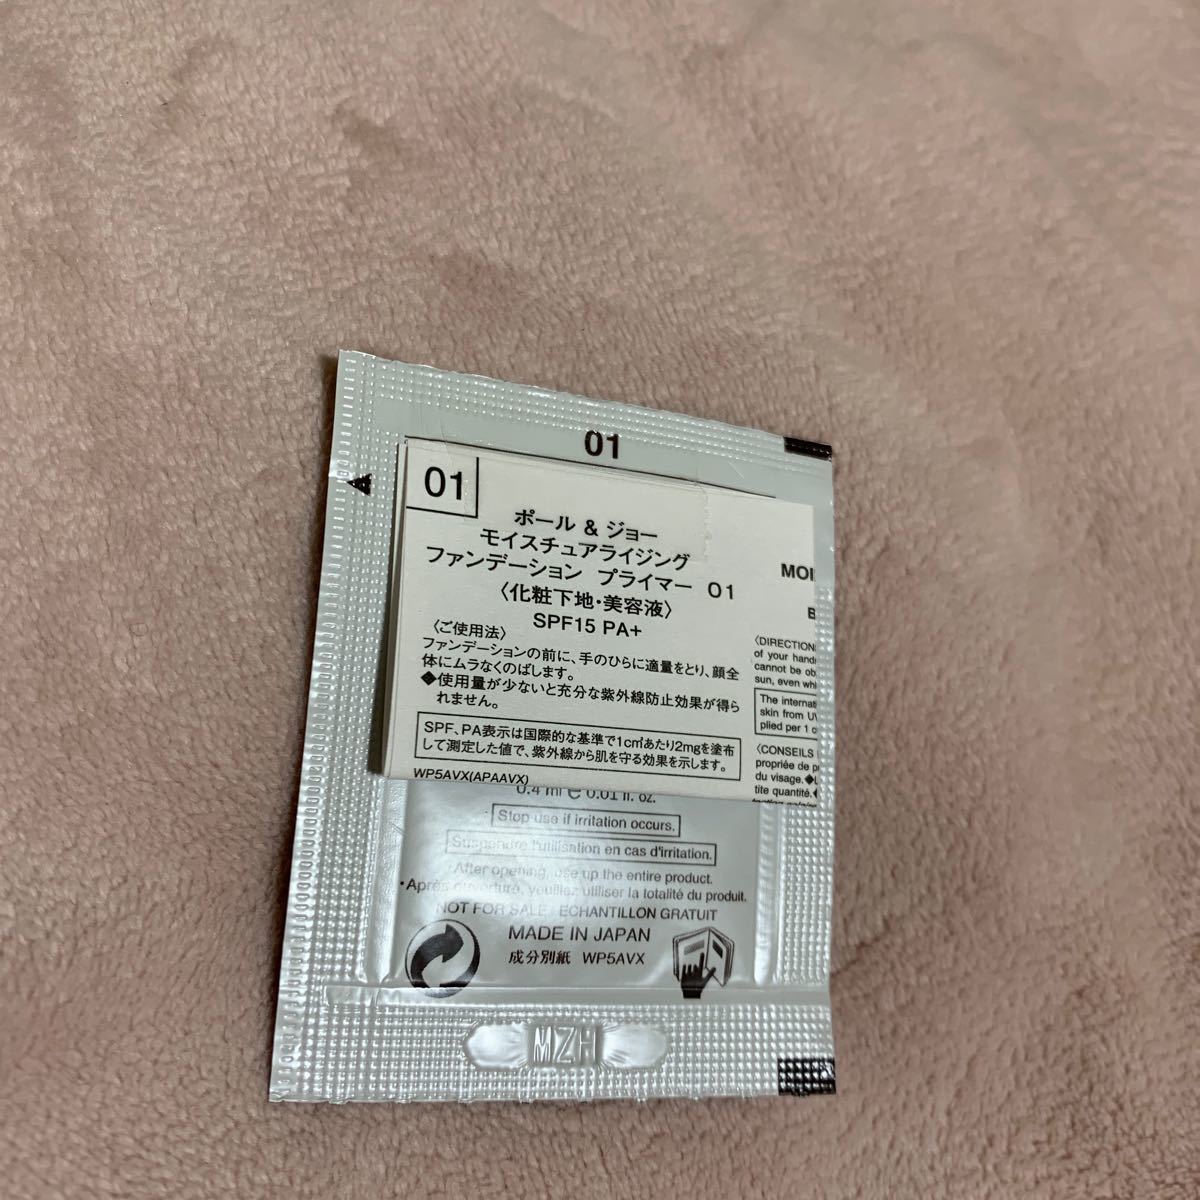 01
01
ポール & ジョー
モイスチュアライジング
ファンデーション プライマー 01
〈化粧下地・美容液〉
SPF15 PA+
〈ご使用法〉
ファンデーションの前に、手のひらに適量をとり、顔全
体にムラなくのばします。
◆使用量が少ないと充分な紫外線防止効果が得ら
れません。
SPF、PA表示は国際的な基準で1c㎡あたり2mgを塗布
して測定した値で、紫外線から肌を守る効果を示します。
WP5AVX(APAAVX)
MOI
B
〈DIRECTION
of your hand
cannot be ob
sun, even wh
The internati
skin from UV
plied per 1 c
〈CONSEILS
propriée de p
du visage.◆
tite quantité.◆
0.4 ml ℮ 0.01 fl. oz.
Stop use if irritation occurs.
Suspendre l'utilisation en cas d'irritation.
・After opening, use up the entire product.
・Après ouverture, veuillez utiliser la totalité du produit.
NOT FOR SALE / ECHANTILLON GRATUIT
MADE IN JAPAN
成分別紙 WP5AVX
MZH